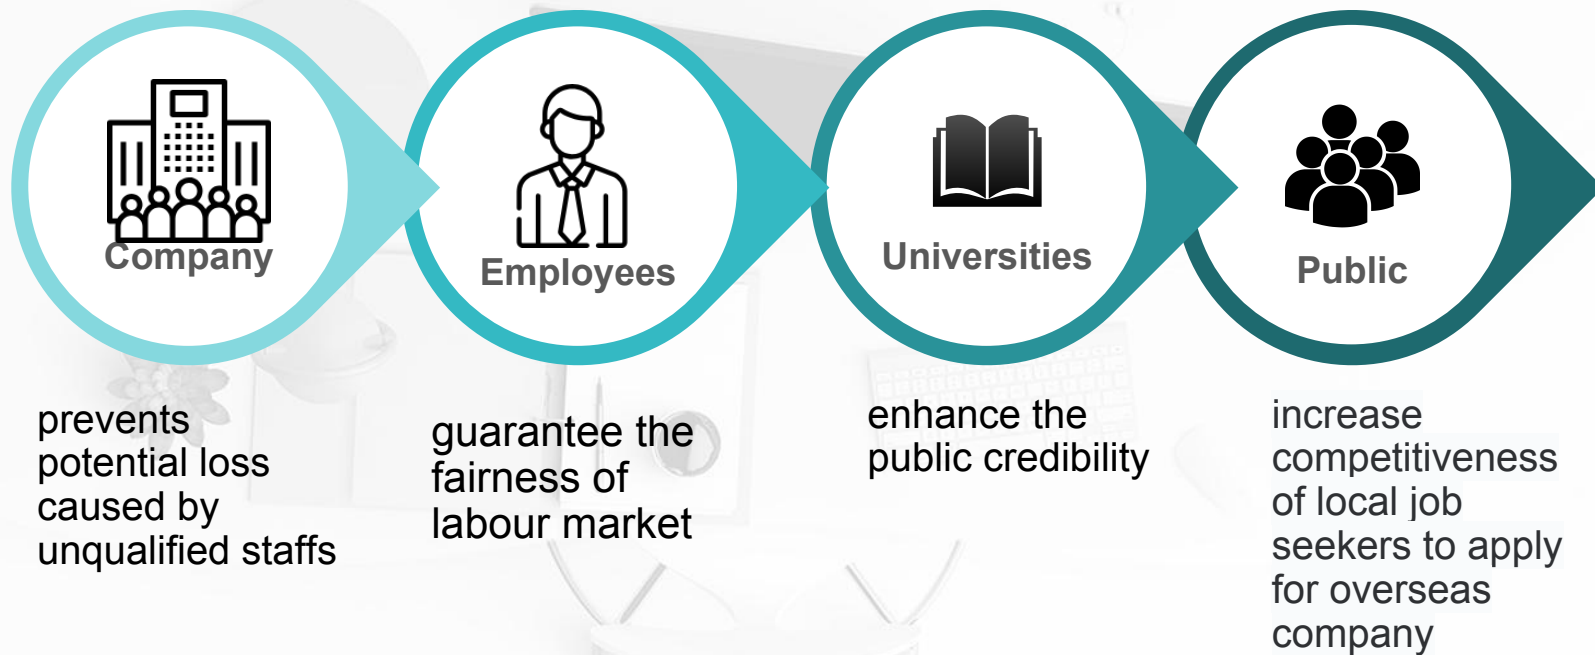 Company
prevents
potential loss
caused by
unqualified staffs
Employees
guarantee the
fairness of
labour market
Universities
enhance the
public credibility
Public
increase
competitiveness
of local job
seekers to apply
for overseas
company